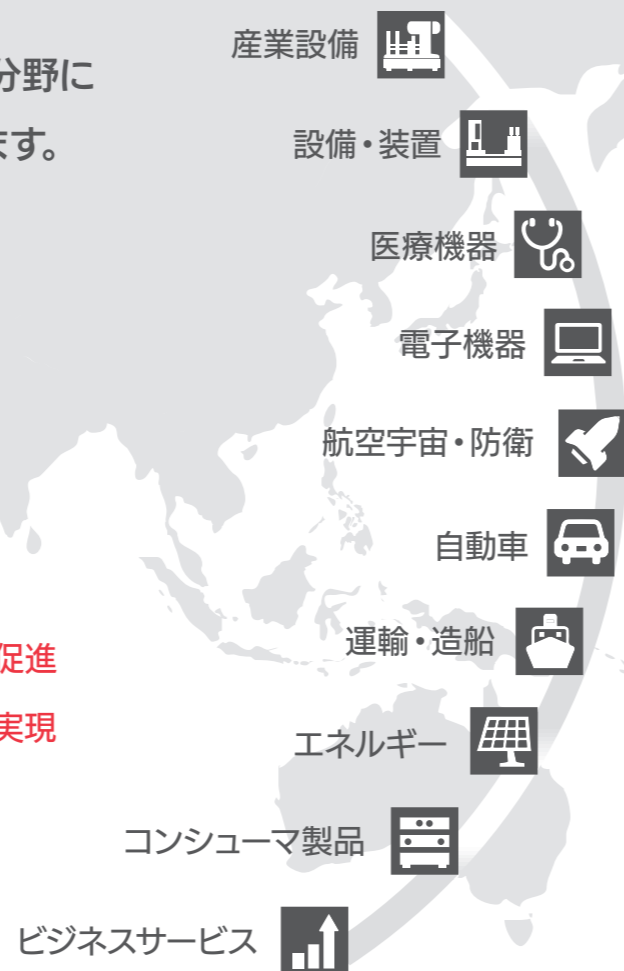 産業設備
分野に
ます。
設備・装置
医療機器
電子機器
航空宇宙・防衛
自動車
運輸・造船
促進
実現
エネルギー
コンシューマ製品
ビジネスサービス